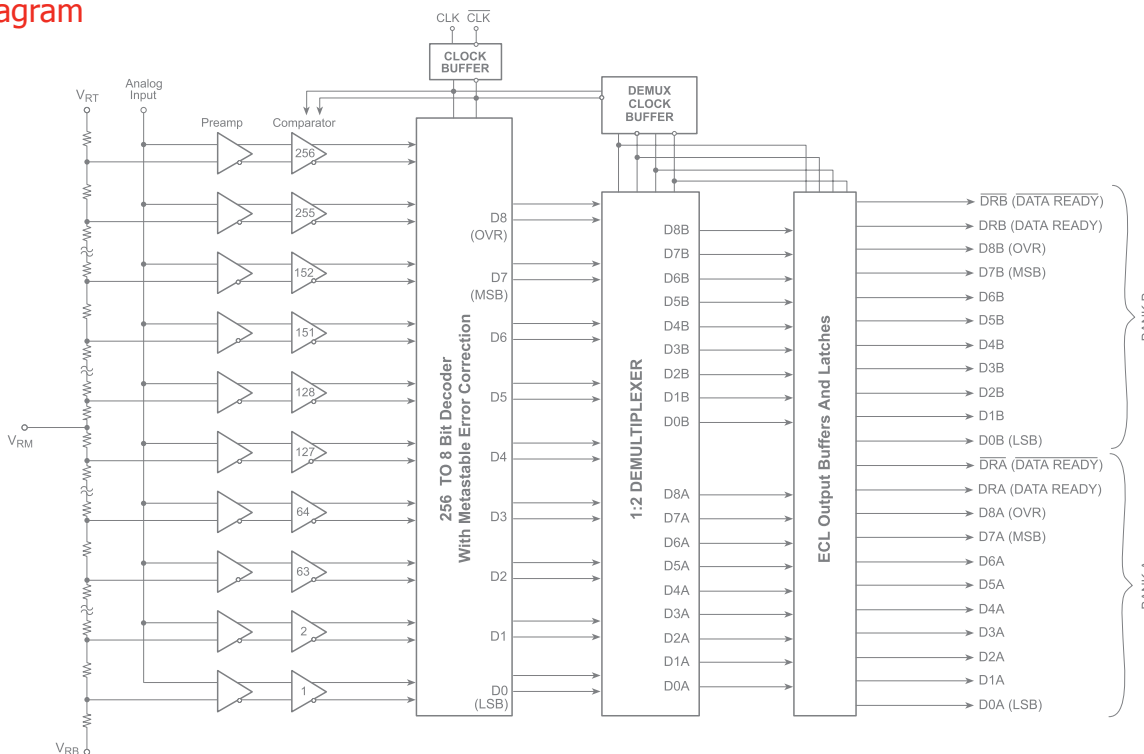 agram
CLK CLK
CLOCK
BUFFER
Analog
Input
VRT
DEMUX
CLOCK
BUFFER
Preamp Comparator
256
255
152
151
128
127
64
63
2
1
VRM
VRB
256 TO 8 Bit Decoder
With Metastable Error Correction
D8
(OVR)
D7
(MSB)
D6
D5
D4
D3
D2
D1
D0
(LSB)
1:2 DEMULTIPLEXER
D8B
D7B
D6B
D5B
D4B
D3B
D2B
D1B
D0B
D8A
D7A
D6A
D5A
D4A
D3A
D2A
D1A
D0A
ECL Output Buffers And Latches
DRB (DATA READY)
DRB (DATA READY)
D8B (OVR)
D7B (MSB)
D6B
D5B
D4B
D3B
D2B
D1B
D0B (LSB)
DRA (DATA READY)
DRA (DATA READY)
D8A (OVR)
D7A (MSB)
D6A
D5A
D4A
D3A
D2A
D1A
D0A (LSB)